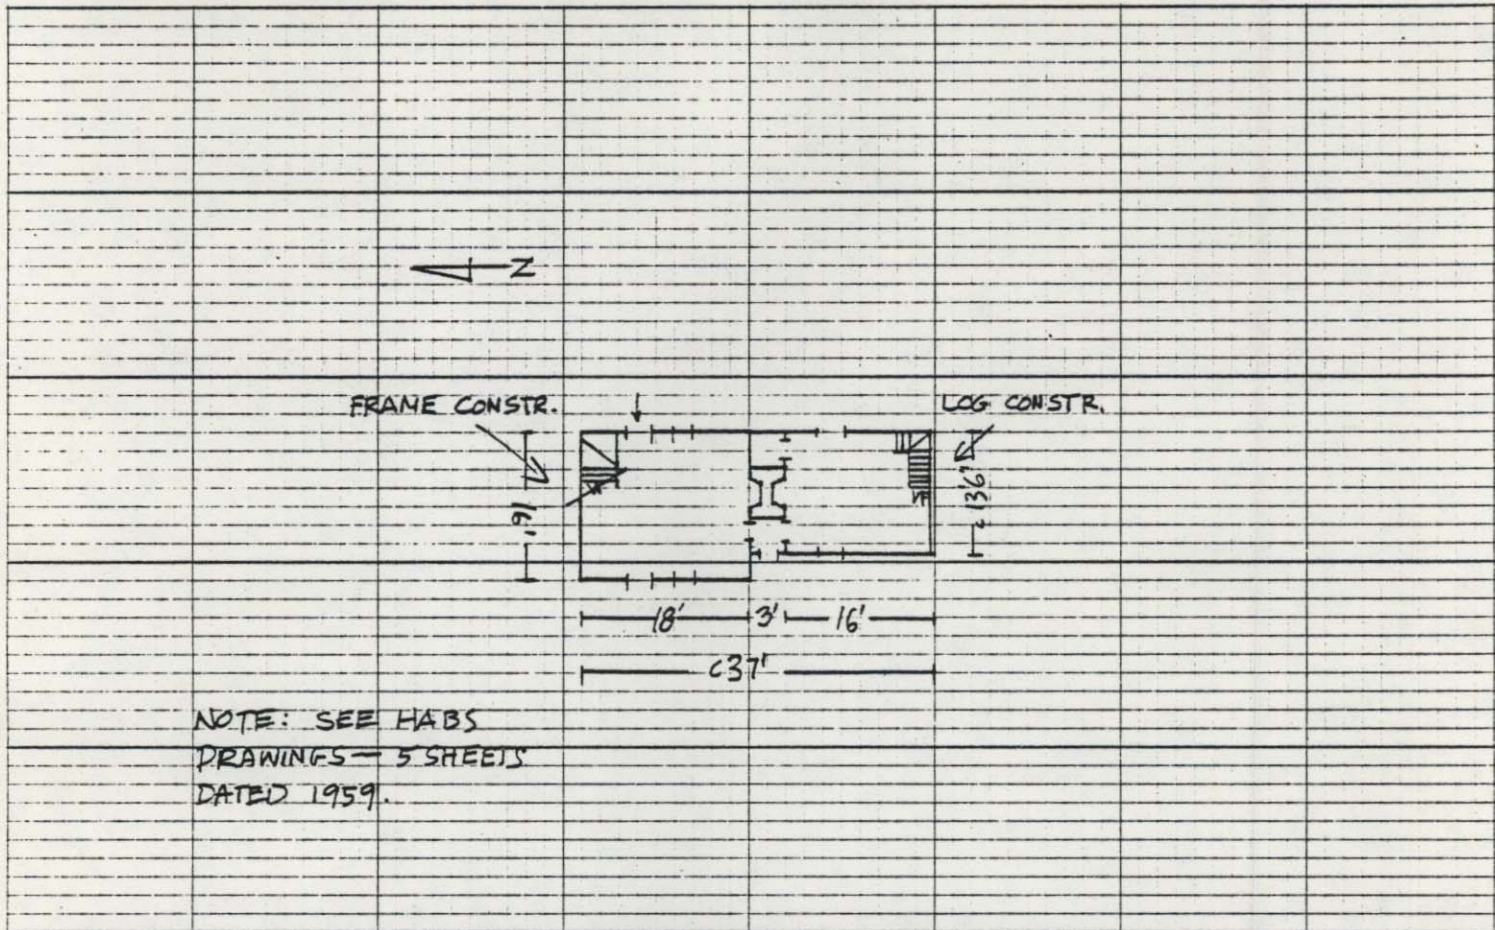 N
FRAME CONSTR.
LOG CONSTR.
16'
c 13'6"
18' 3' 16'
c37'
NOTE: SEE HABS
DRAWINGS — 5 SHEETS
DATED 1959.